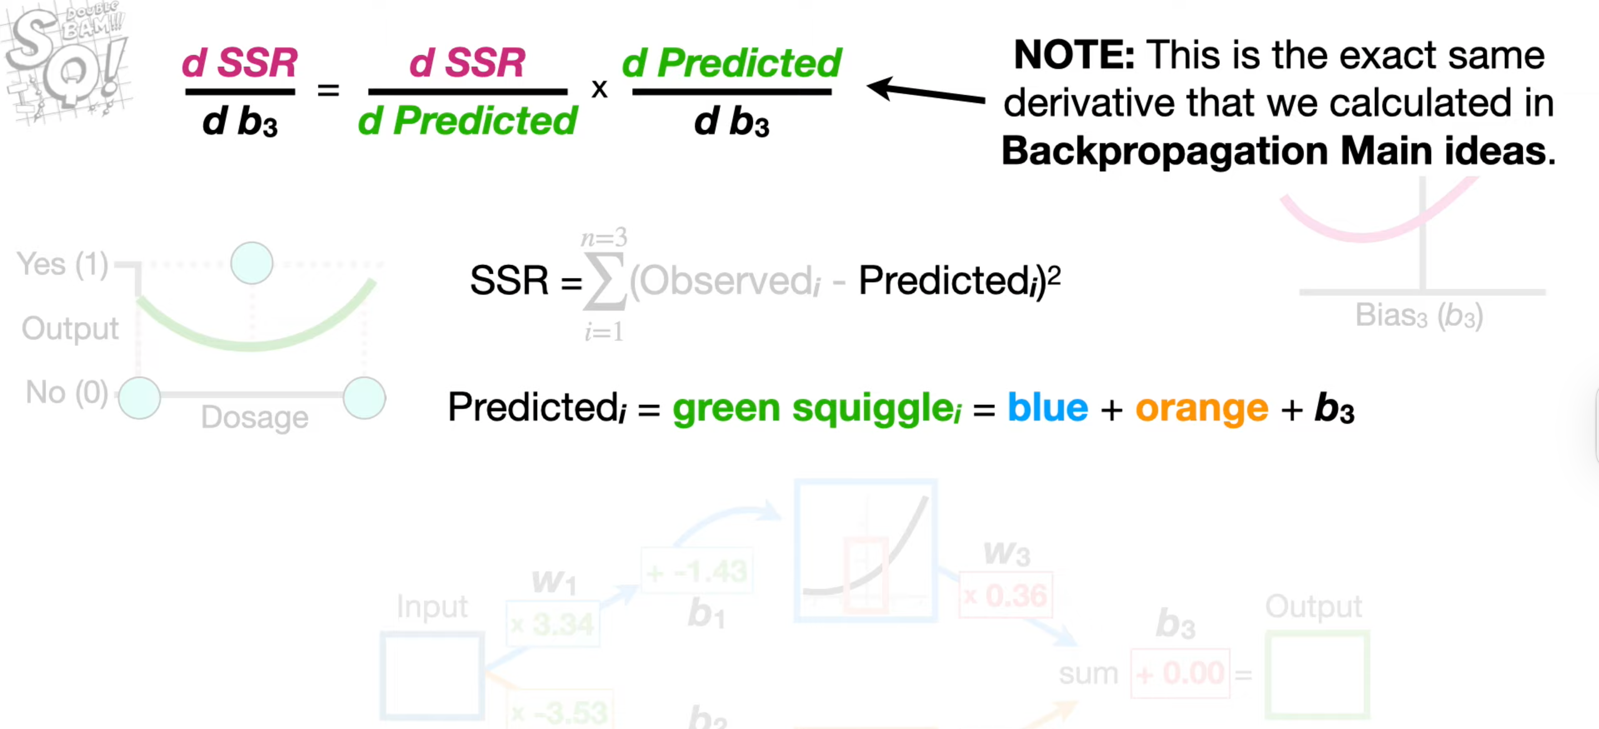 DOUBLE
BAM!!!
SQ!
d SSR / d b₃ = d SSR / d Predicted x d Predicted / d b₃
NOTE: This is the exact same
derivative that we calculated in
Backpropagation Main ideas.
Yes (1)
Output
No (0)
Dosage
n=3
SSR = ∑ (Observedᵢ - Predictedᵢ)²
i=1
Bias₃ (b₃)
Predictedᵢ = green squiggleᵢ = blue + orange + b₃
Input
w₁
x 3.34
+ -1.43
b₁
w₃
x 0.36
b₃
Output
sum + 0.00 =
x -3.53
b₂